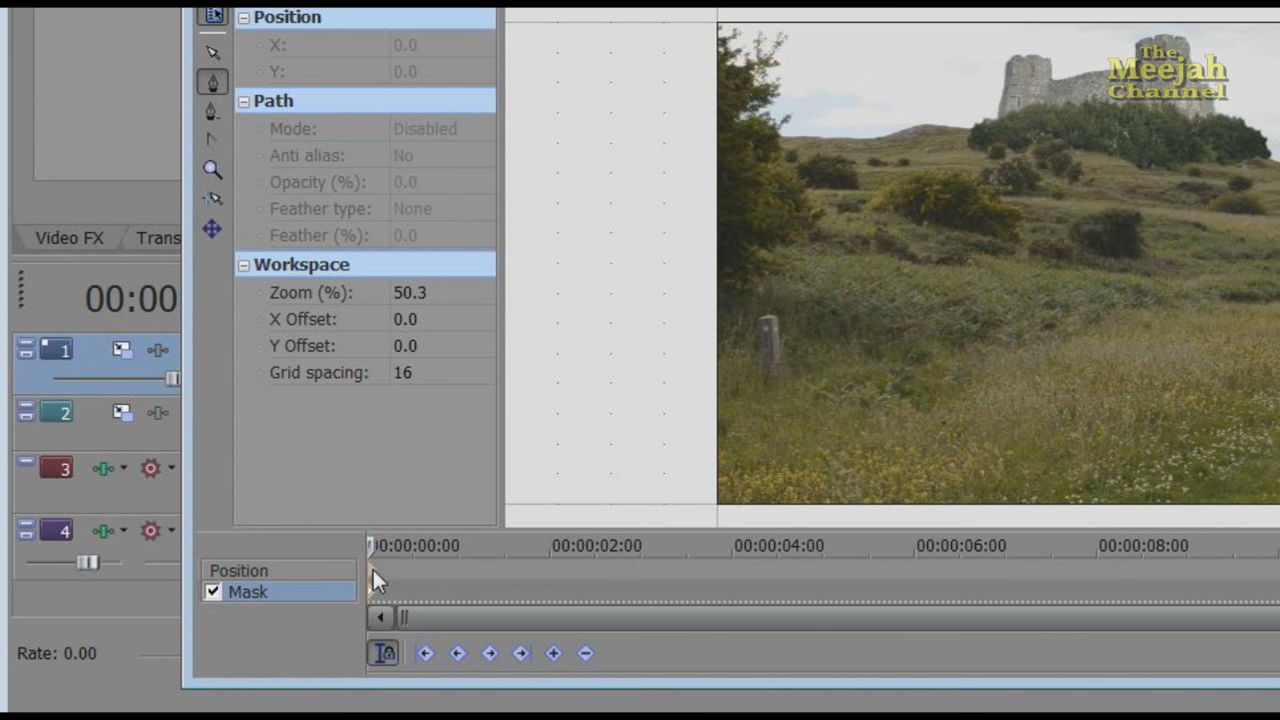 Position
X: 0.0
Y: 0.0
Path
Mode: Disabled
Anti alias: No
Opacity (%): 0.0
Feather type: None
Feather (%): 0.0
Workspace
Zoom (%): 50.3
X Offset: 0.0
Y Offset: 0.0
Grid spacing: 16
The
Meejah
Channel
Video FX Trans
00:00
1
2
3
4
Rate: 0.00
00:00:00:00 00:00:02:00 00:00:04:00 00:00:06:00 00:00:08:00
Position
Mask